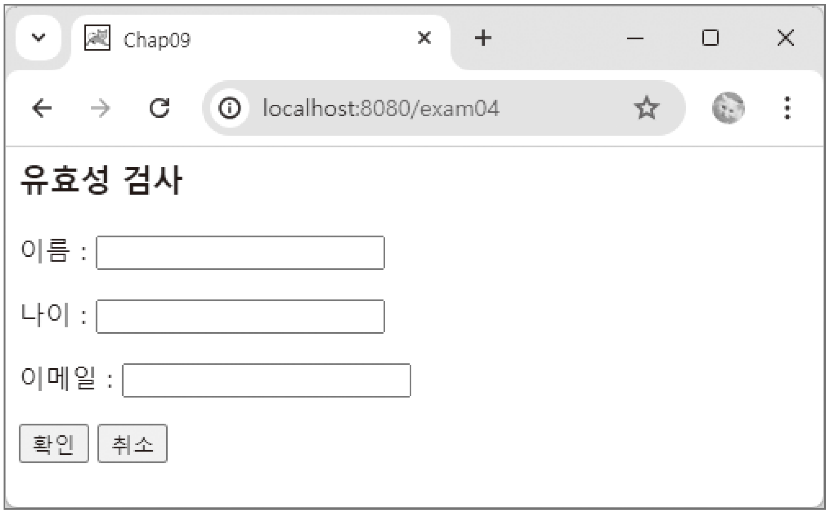 Chap09
localhost:8080/exam04
유효성 검사
이름 :
나이 :
이메일 :
확인 취소